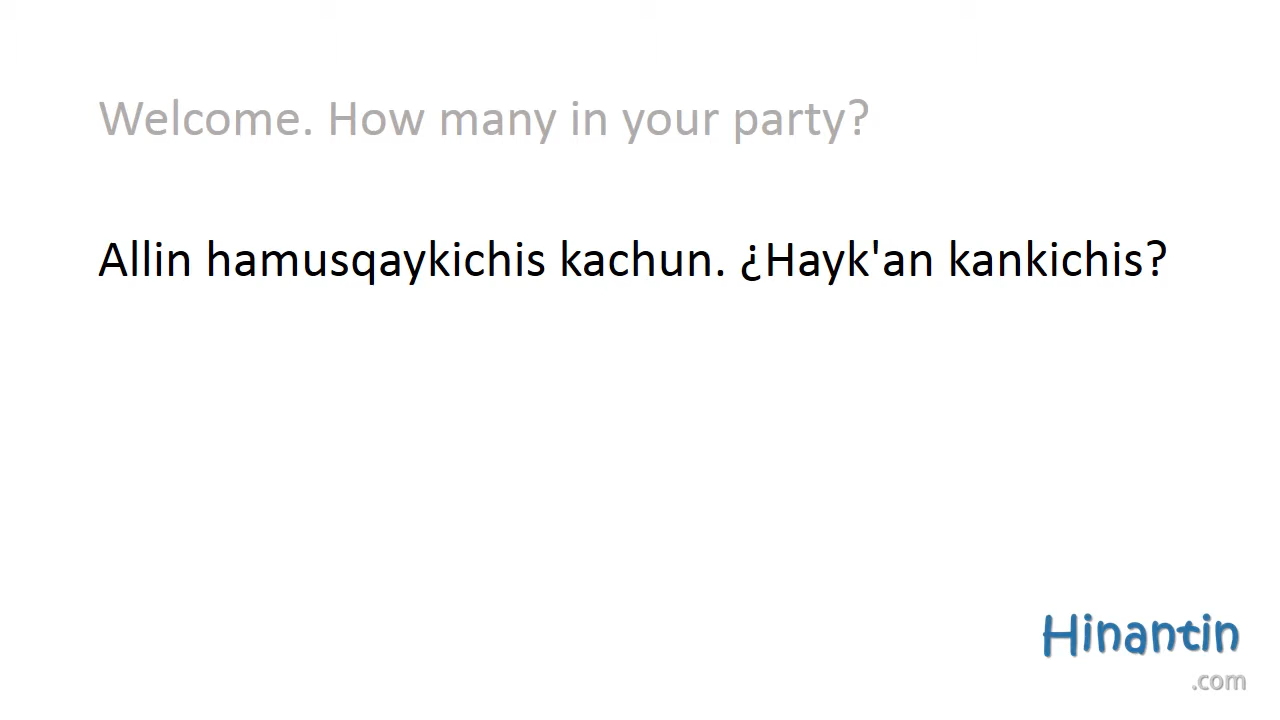 Welcome. How many in your party?
Allin hamusqaykichis kachun. ¿Hayk'an kankichis?
Hinantin
.com